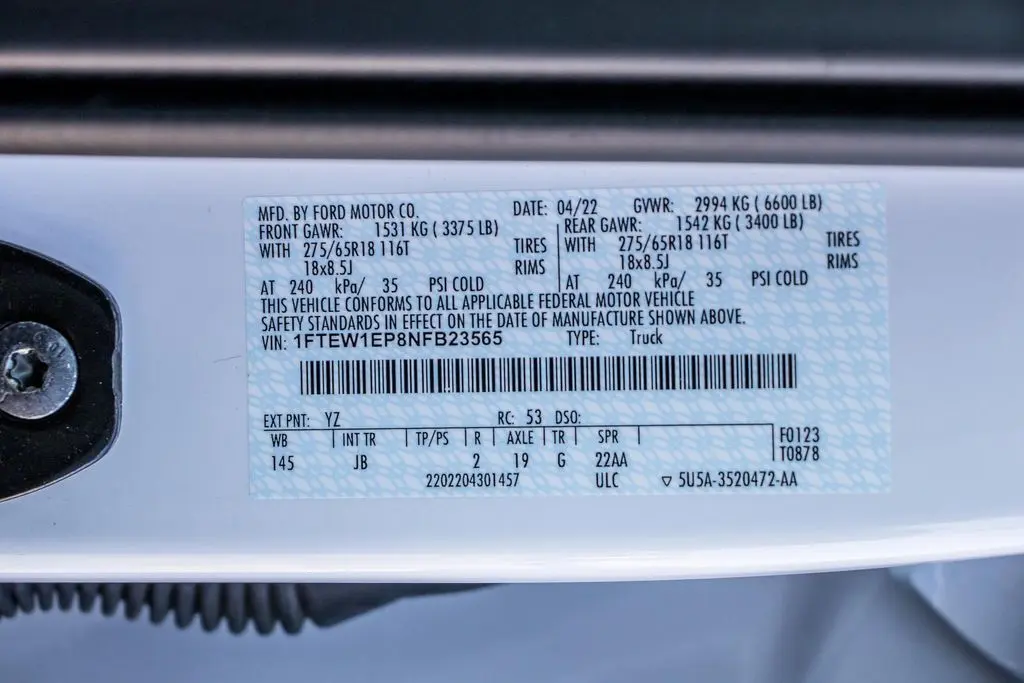 MFD. BY FORD MOTOR CO. DATE: 04/22 GVWR: 2994 KG ( 6600 LB)
FRONT GAWR: 1531 KG ( 3375 LB) REAR GAWR: 1542 KG ( 3400 LB)
WITH 275/65R18 116T TIRES WITH 275/65R18 116T TIRES
18x8.5J RIMS 18x8.5J RIMS
AT 240 kPa/ 35 PSI COLD AT 240 kPa/ 35 PSI COLD
THIS VEHICLE CONFORMS TO ALL APPLICABLE FEDERAL MOTOR VEHICLE
SAFETY STANDARDS IN EFFECT ON THE DATE OF MANUFACTURE SHOWN ABOVE.
VIN: 1FTEW1EP8NFB23565 TYPE: Truck
EXT PNT: YZ RC: 53 DSO:
WB INT TR TP/PS R AXLE TR SPR F0123
145 JB 2 19 G 22AA T0878
2202204301457 ULC ▽ 5U5A-3520472-AA